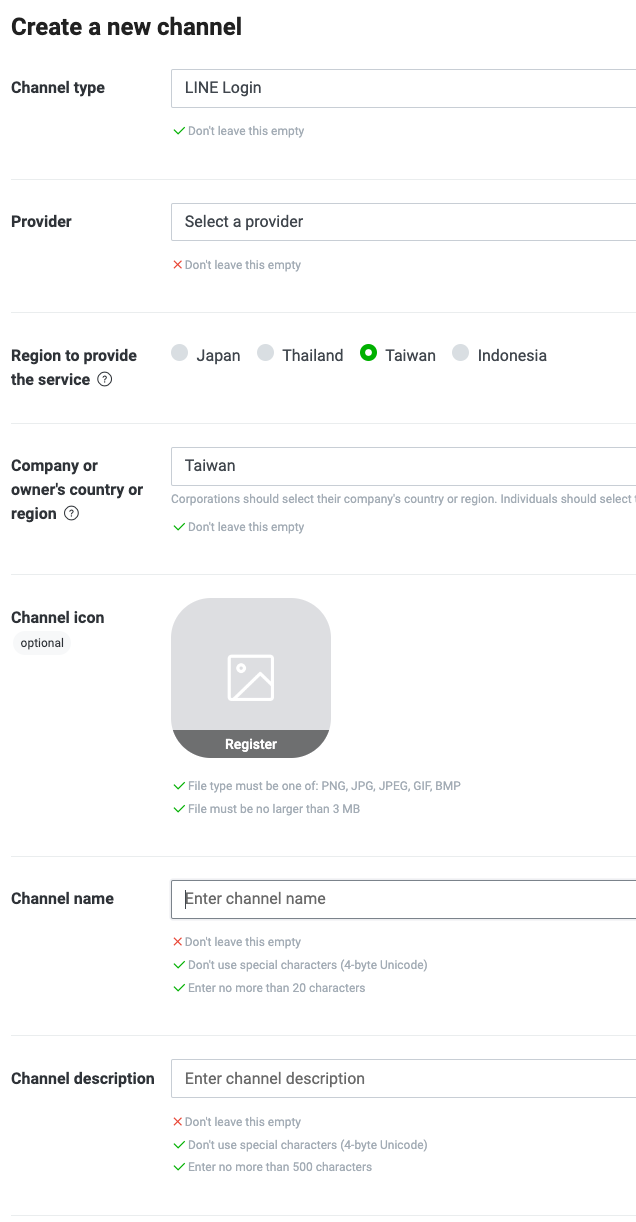 Create a new channel
Channel type
LINE Login
Don't leave this empty
Provider
Select a provider
Don't leave this empty
Region to provide
the service ?
Japan Thailand Taiwan Indonesia
Company or
owner's country or
region ?
Taiwan
Corporations should select their company's country or region. Individuals should select
Don't leave this empty
Channel icon
optional
Register
File type must be one of: PNG, JPG, JPEG, GIF, BMP
File must be no larger than 3 MB
Channel name
Enter channel name
Don't leave this empty
Don't use special characters (4-byte Unicode)
Enter no more than 20 characters
Channel description
Enter channel description
Don't leave this empty
Don't use special characters (4-byte Unicode)
Enter no more than 500 characters